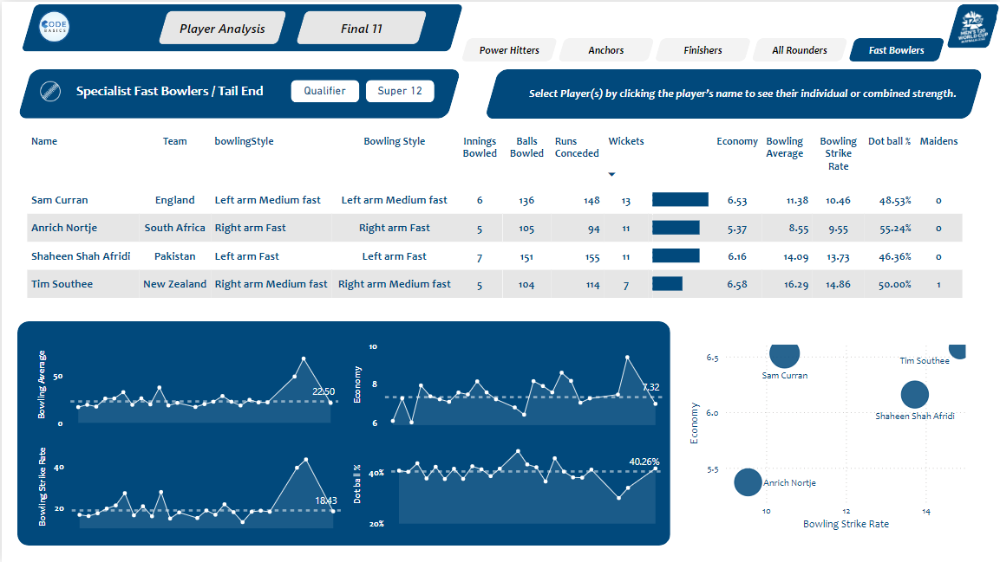 CODE
BASICS
Player Analysis
Final 11
MEN'S T20
WORLD CUP
Power Hitters
Anchors
Finishers
All Rounders
Fast Bowlers
Specialist Fast Bowlers / Tail End
Qualifier
Super 12
Select Player(s) by clicking the player's name to see their individual or combined strength.
Name Team bowlingStyle Bowling Style Innings Bowled Balls Bowled Runs Conceded Wickets Economy Bowling Average Bowling Strike Rate Dot ball % Maidens
Sam Curran England Left arm Medium fast Left arm Medium fast 6 136 148 13 6.53 11.38 10.46 48.53% 0
Anrich Nortje South Africa Right arm Fast Right arm Fast 5 105 94 11 5.37 8.55 9.55 55.24% 0
Shaheen Shah Afridi Pakistan Left arm Fast Left arm Fast 7 151 155 11 6.16 14.09 13.73 46.36% 0
Tim Southee New Zealand Right arm Medium fast Right arm Medium fast 5 104 114 7 6.58 16.29 14.86 50.00% 1
Bowling Average
50
0
22.50
Economy
10
8
6
7.32
Bowling Strike Rate
40
20
18.43
Dot ball %
40%
20%
40.26%
Economy
6.5
6.0
5.5
Sam Curran
Tim Southee
Shaheen Shah Afridi
Anrich Nortje
10 12 14
Bowling Strike Rate